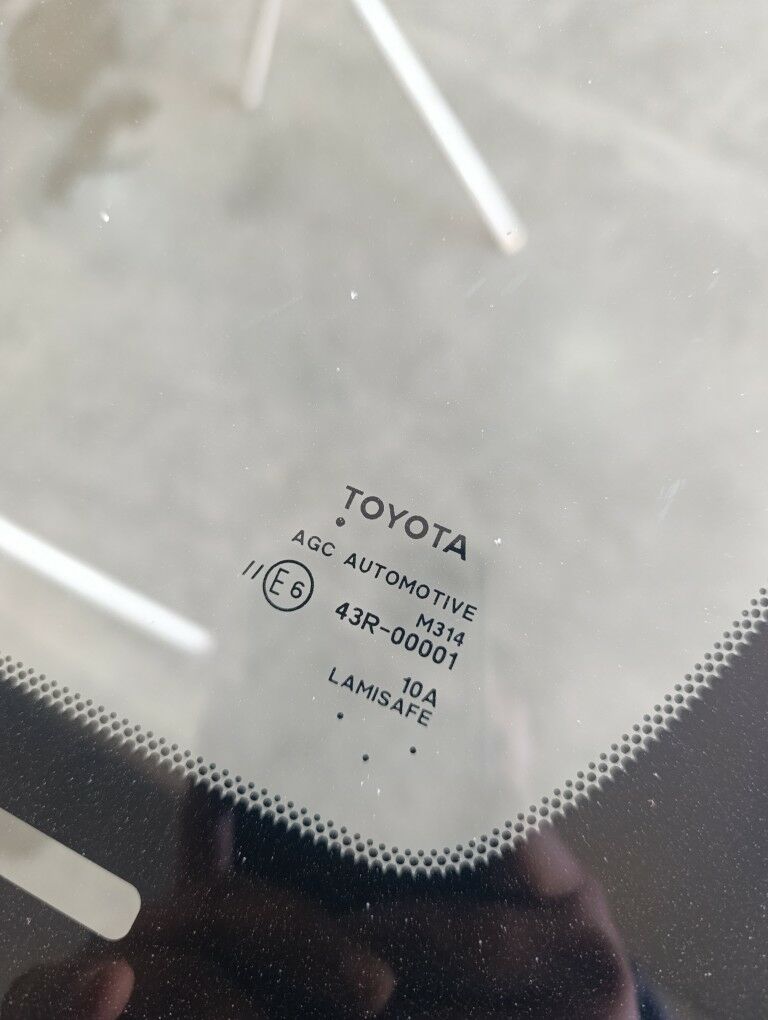 TOYOTA
AGC AUTOMOTIVE
//E6 M314
43R-00001
10A
LAMISAFE